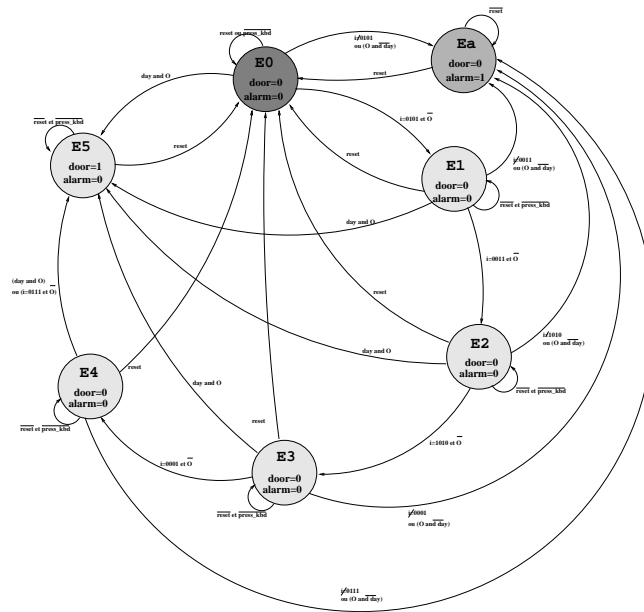 reset
reset ou press_kbd
i≠0101
ou (O and day)
Ea
door=0
alarm=1
E0
door=0
alarm=0
reset
day and O
i=0101 et O̅
reset et press_kbd
E5
door=1
alarm=0
reset
reset
i≠0011
ou (O and day)
E1
door=0
alarm=0
reset et press_kbd
day and O
i=0011 et O̅
(day and O)
ou (i=0111 et O̅)
reset
i≠1010
ou (O and day)
E2
door=0
alarm=0
day and O
reset
E4
door=0
alarm=0
day and O
reset et press_kbd
reset et press_kbd
reset
i=1010 et O̅
i=0001 et O̅
E3
door=0
alarm=0
reset et press_kbd
i≠0001
ou (O and day)
i≠0111
ou (O and day)